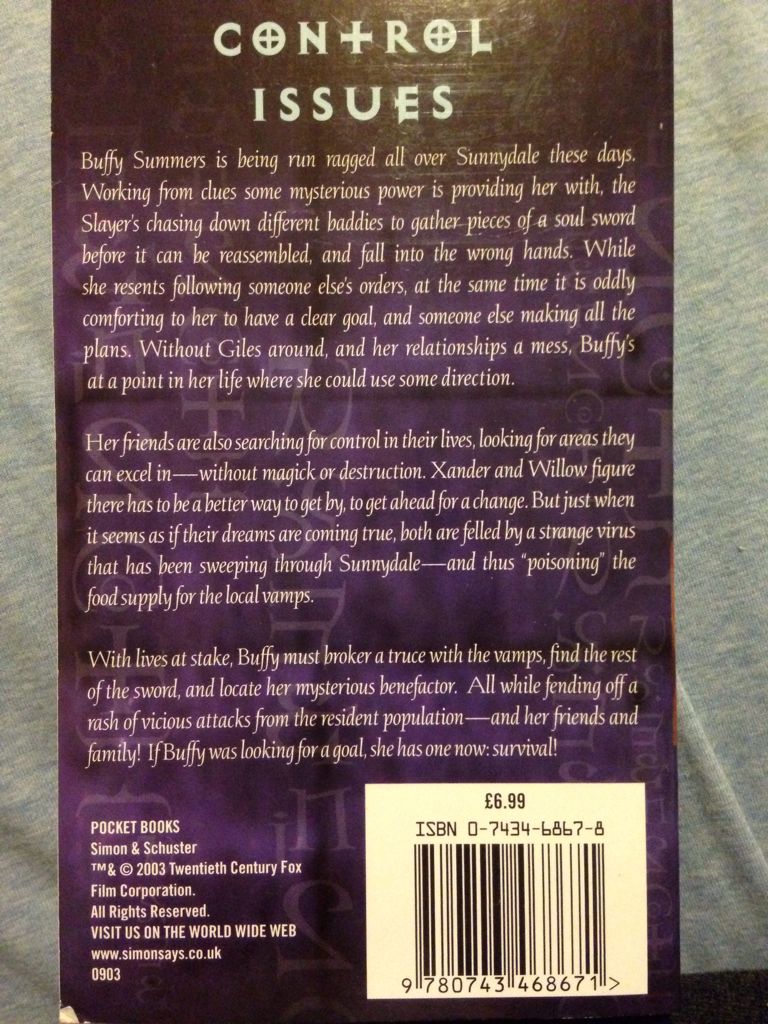 CONTROL
ISSUES
Buffy Summers is being run ragged all over Sunnydale these days.
Working from clues some mysterious power is providing her with, the
Slayer's chasing down different baddies to gather pieces of a soul sword
before it can be reassembled, and fall into the wrong hands. While
she resents following someone else's orders, at the same time it is oddly
comforting to her to have a clear goal, and someone else making all the
plans. Without Giles around, and her relationships a mess, Buffy's
at a point in her life where she could use some direction.
Her friends are also searching for control in their lives, looking for areas they
can excel in—without magick or destruction. Xander and Willow figure
there has to be a better way to get by, to get ahead for a change. But just when
it seems as if their dreams are coming true, both are felled by a strange virus
that has been sweeping through Sunnydale—and thus "poisoning" the
food supply for the local vamps.
With lives at stake, Buffy must broker a truce with the vamps, find the rest
of the sword, and locate her mysterious benefactor. All while fending off a
rash of vicious attacks from the resident population—and her friends and
family! If Buffy was looking for a goal, she has one now: survival!
POCKET BOOKS
Simon & Schuster
™& © 2003 Twentieth Century Fox
Film Corporation.
All Rights Reserved.
VISIT US ON THE WORLD WIDE WEB
www.simonsays.co.uk
0903
£6.99
ISBN 0-7434-6867-8
9 780743 468671 >